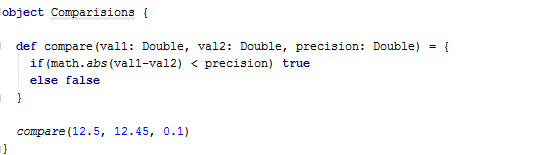 object Comparisions {
def compare(val1: Double, val2: Double, precision: Double) = {
if(math.abs(val1-val2) < precision) true
else false
}
compare(12.5, 12.45, 0.1)
}